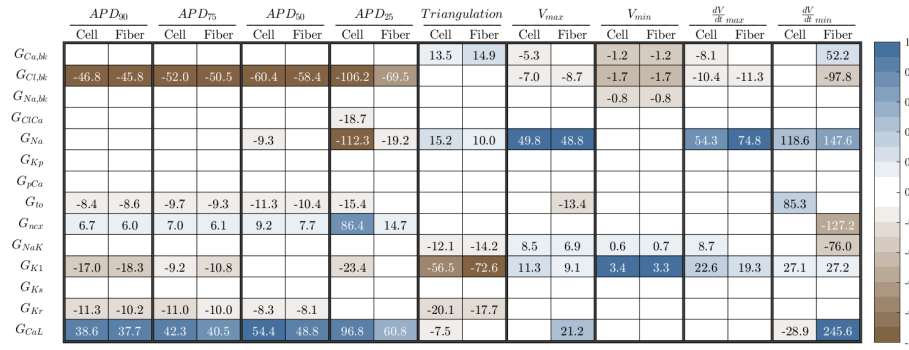 APD90 APD75 APD50 APD25 Triangulation Vmax Vmin dV/dt max dV/dt min
Cell Fiber Cell Fiber Cell Fiber Cell Fiber Cell Fiber Cell Fiber Cell Fiber Cell Fiber Cell Fiber
GCa,bk 13.5 14.9 -5.3 -1.2 -1.2 -8.1 52.2
GCl,bk -46.8 -45.8 -52.0 -50.5 -60.4 -58.4 -106.2 -69.5 -7.0 -8.7 -1.7 -1.7 -10.4 -11.3 -97.8
GNa,bk -0.8 -0.8
GClCa -18.7
GNa -9.3 -112.3 -19.2 15.2 10.0 49.8 48.8 54.3 74.8 118.6 147.6
GKp
GpCa
Gto -8.4 -8.6 -9.7 -9.3 -11.3 -10.4 -15.4 -13.4 85.3
Gncx 6.7 6.0 7.0 6.1 9.2 7.7 86.4 14.7 -127.2
GNaK -12.1 -14.2 8.5 6.9 0.6 0.7 8.7 -76.0
GK1 -17.0 -18.3 -9.2 -10.8 -23.4 -56.5 -72.6 11.3 9.1 3.4 3.3 22.6 19.3 27.1 27.2
GKs
GKr -11.3 -10.2 -11.0 -10.0 -8.3 -8.1 -20.1 -17.7
GCaL 38.6 37.7 42.3 40.5 54.4 48.8 96.8 60.8 -7.5 21.2 -28.9 245.6